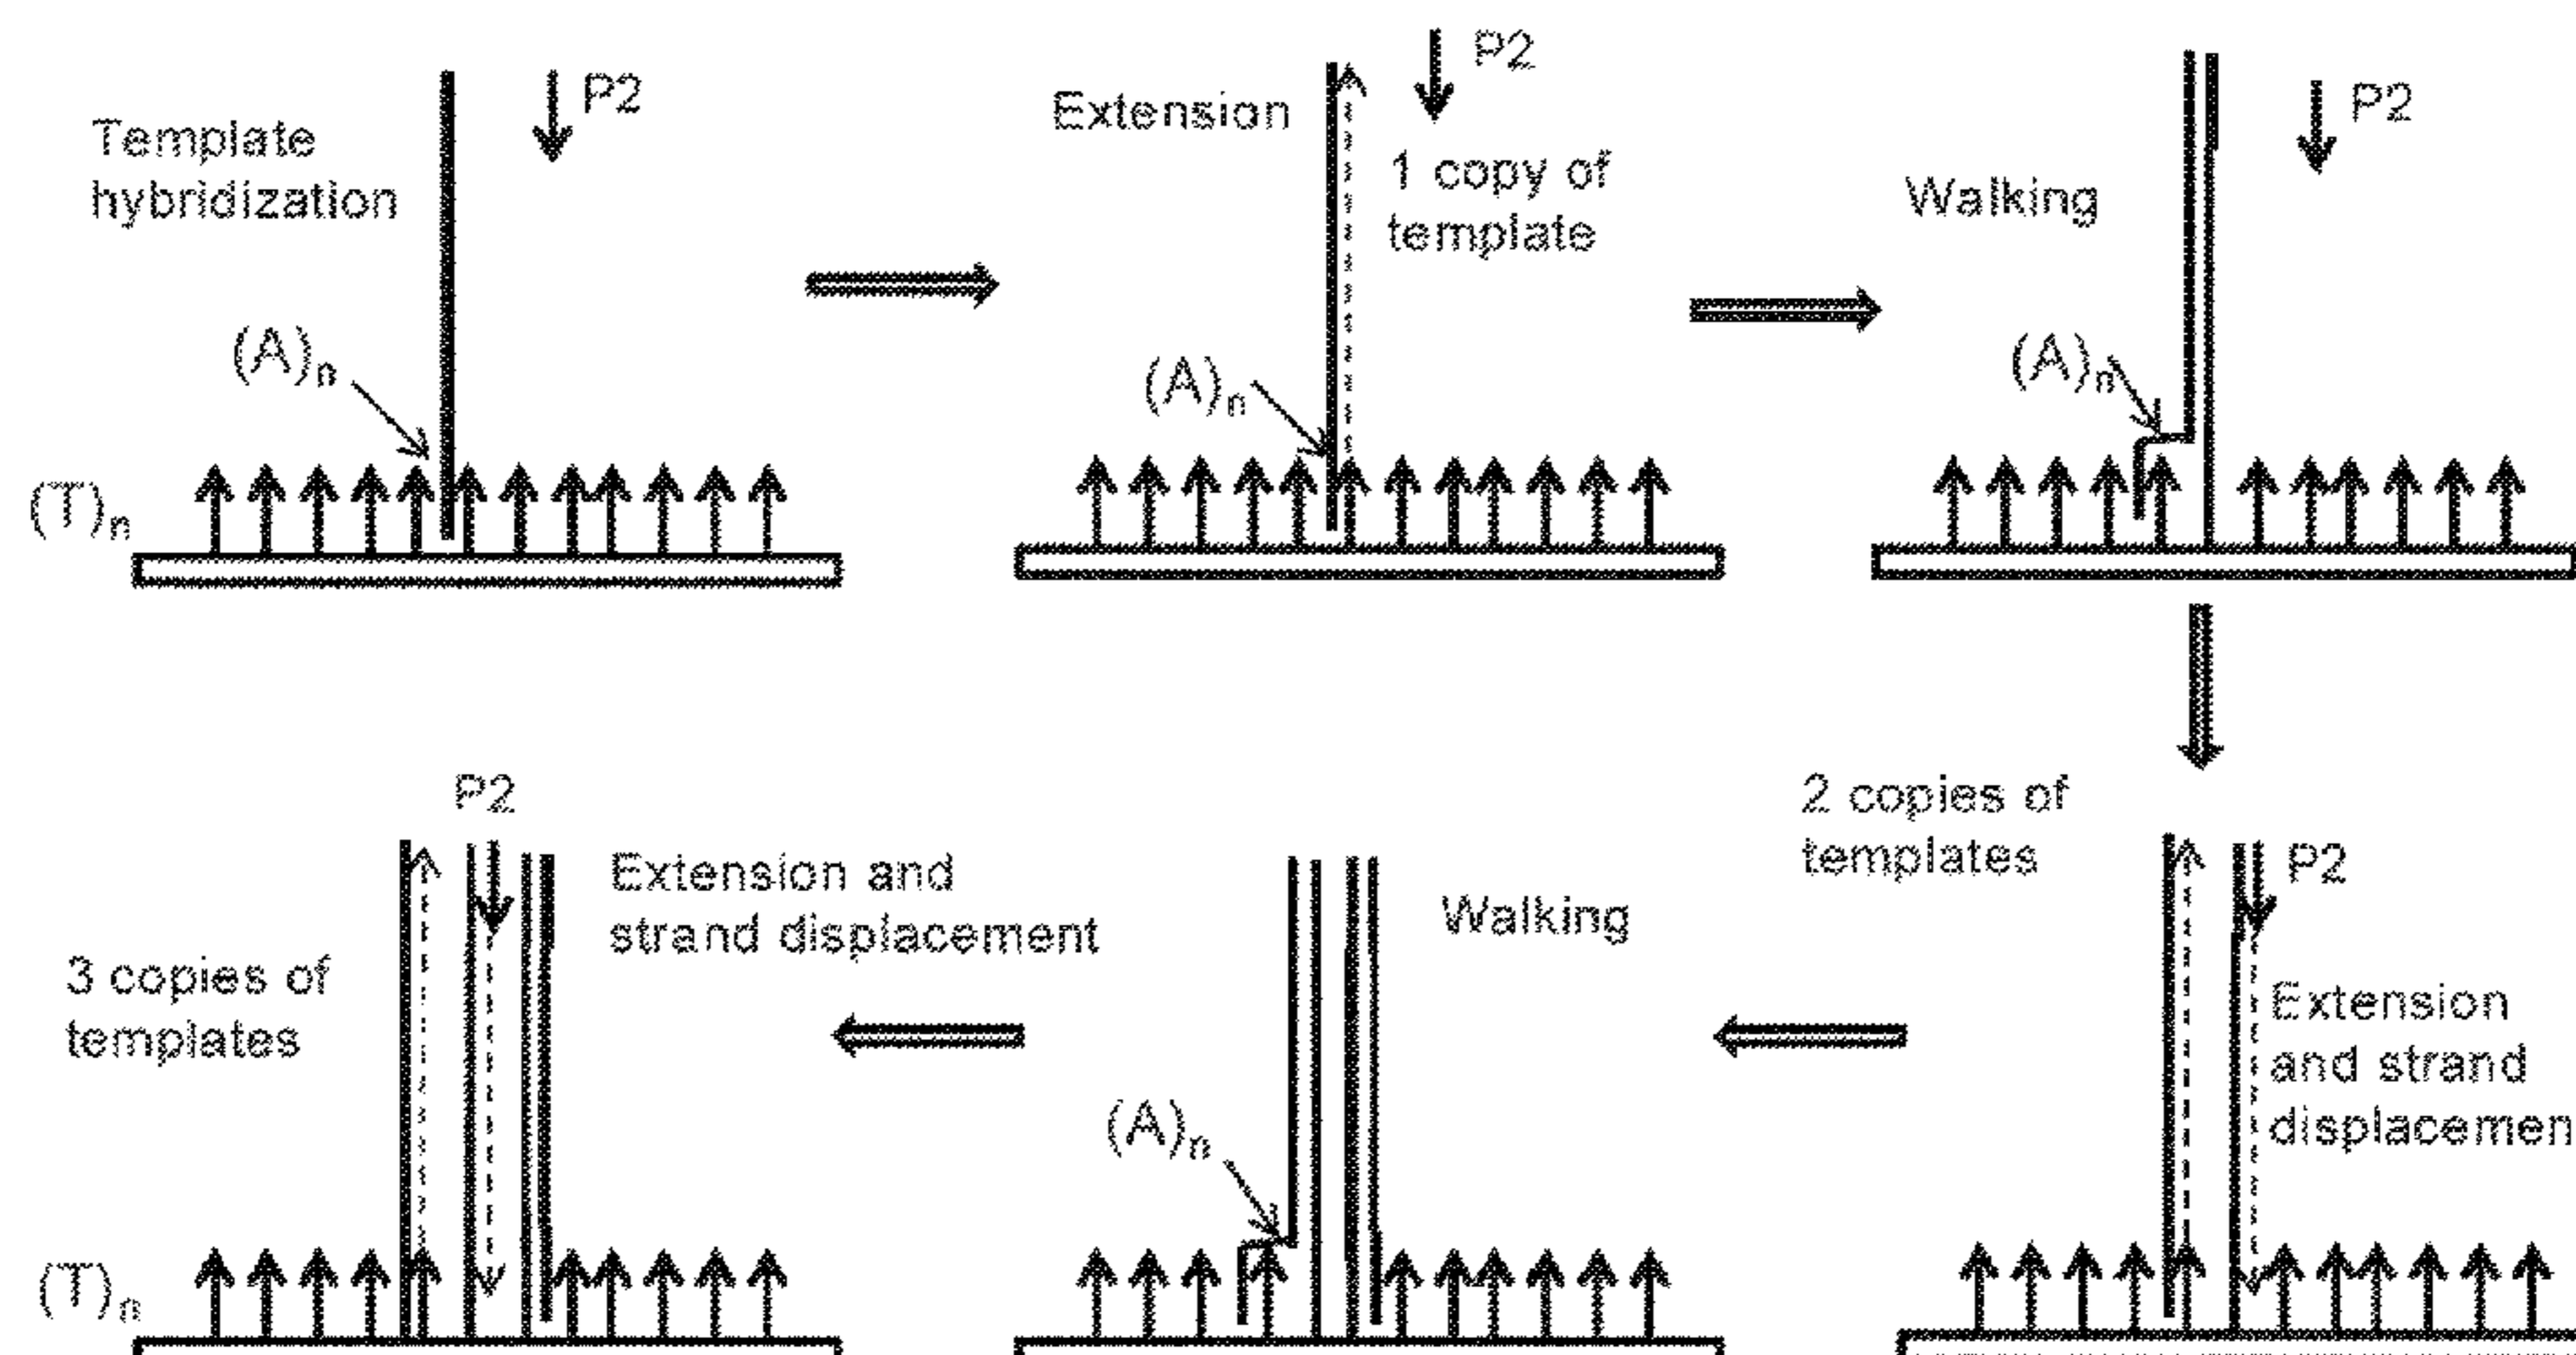 P2
Template
hybridization
(A)n
(T)n
P2
Extension
1 copy of
template
(A)n
P2
Walking
(A)n
2 copies of
templates
P2
Extension
and strand
displacemen
Walking
(A)n
P2
Extension and
strand displacement
3 copies of
templates
(T)n